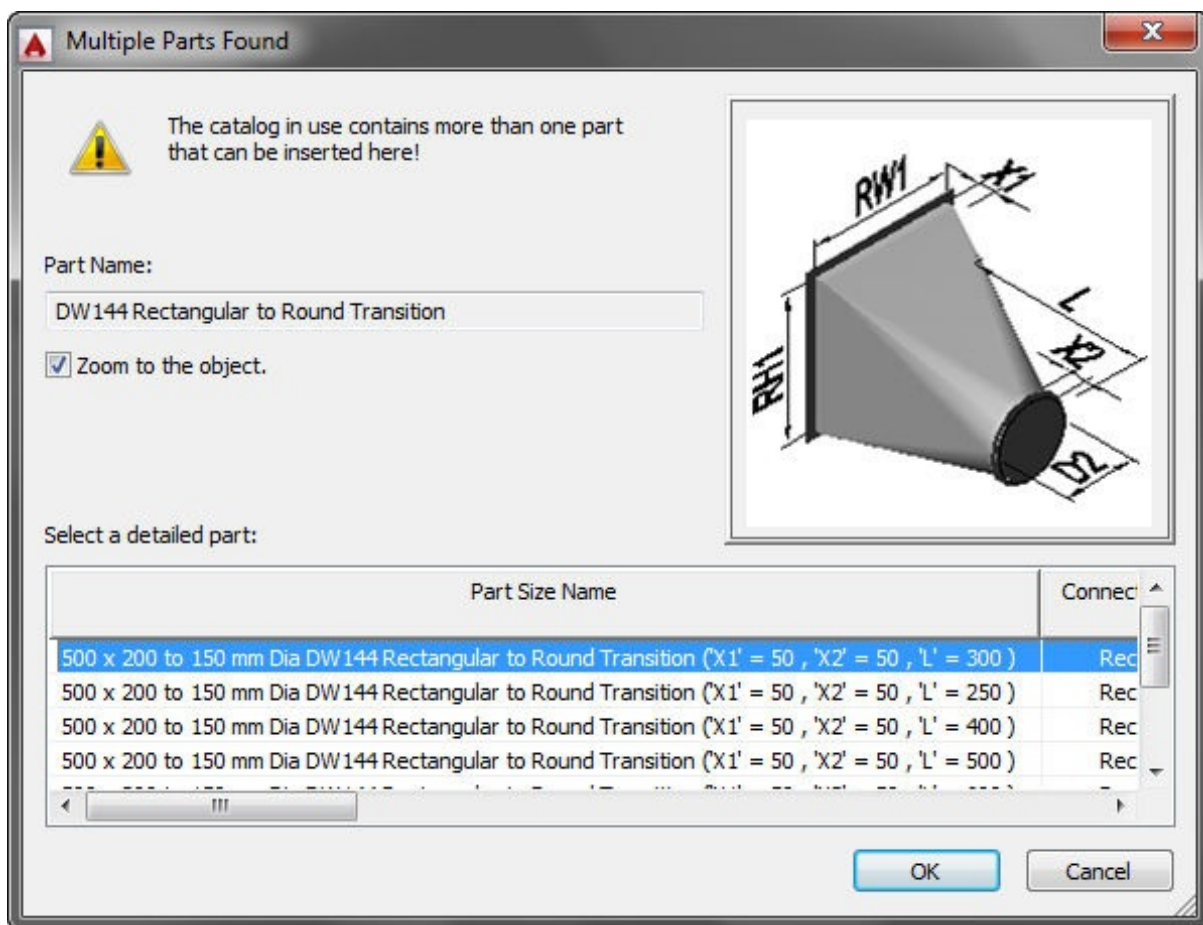 Multiple Parts Found
The catalog in use contains more than one part
that can be inserted here!
RW1
X1
L
X2
RH1
D2
Part Name:
DW144 Rectangular to Round Transition
Zoom to the object.
Select a detailed part:
Part Size Name
Connect
500 x 200 to 150 mm Dia DW144 Rectangular to Round Transition ('X1' = 50 , 'X2' = 50 , 'L' = 300 )
Rec
500 x 200 to 150 mm Dia DW144 Rectangular to Round Transition ('X1' = 50 , 'X2' = 50 , 'L' = 250 )
Rec
500 x 200 to 150 mm Dia DW144 Rectangular to Round Transition ('X1' = 50 , 'X2' = 50 , 'L' = 400 )
Rec
500 x 200 to 150 mm Dia DW144 Rectangular to Round Transition ('X1' = 50 , 'X2' = 50 , 'L' = 500 )
Rec
OK
Cancel